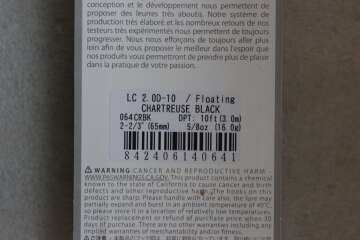 conception et le développement nous permettent de
proposer des leurres très aboutis. Notre système de
production très élaboré et les nombreux retours de nos
testeurs très expérimentés nous permettent de toujours
progresser. Nous nous efforçons de toujours aller plus
loin afin de vous proposer le meilleur dans l'espoir que nos
produits vous permettront de prendre plus de plaisir dans
la pratique de votre passion.
LC 2.0D-10 / Floating
CHARTREUSE BLACK
064CRBK DPT. 10ft(3.0m)
2-2/3" (65mm) 5/8oz (16.0g)
842406140641
WARNING CANCER AND REPRODUCTIVE HARM -
WWW.P65WARNINGS.CA.GOV. This product contains a chemical
known to the State of California to cause cancer and birth
defects and other reproductive harm. The hooks on this
product are sharp. Please handle with care. also, the lure may
partially expand and burst in an ambient temperature of 40°C,
so please store it in a location of relatively low temperatures.
Product replacement or refund of purchase price within 30
days of purchase. There are no other warranties expressed
or implied including warranties of merchantability and